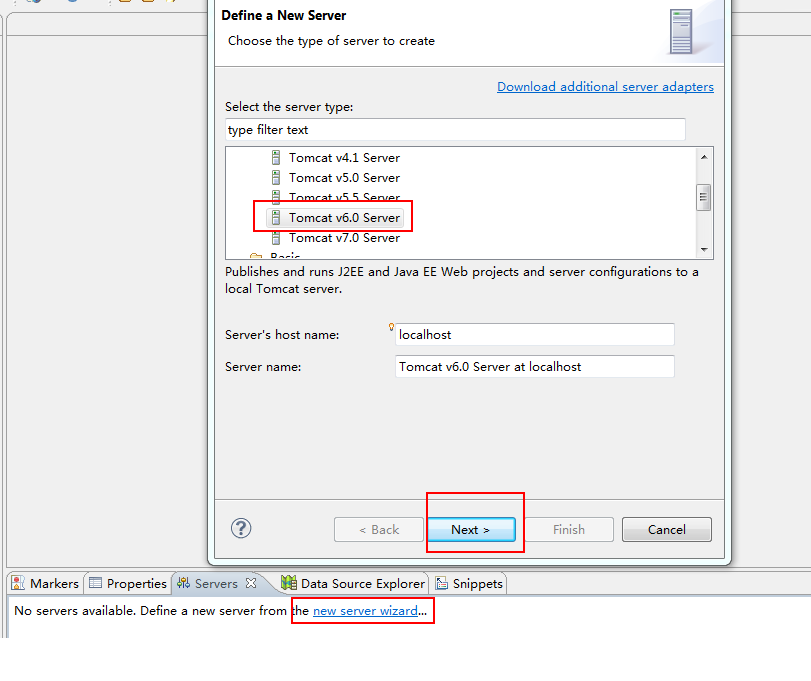 Define a New Server
Choose the type of server to create
Download additional server adapters
Select the server type:
type filter text
Tomcat v4.1 Server
Tomcat v5.0 Server
Tomcat v5.5 Server
Tomcat v6.0 Server
Tomcat v7.0 Server
Basic
Publishes and runs J2EE and Java EE Web projects and server configurations to a
local Tomcat server.
Server's host name: localhost
Server name: Tomcat v6.0 Server at localhost
< Back Next > Finish Cancel
Markers Properties Servers Data Source Explorer Snippets
No servers available. Define a new server from the new server wizard...